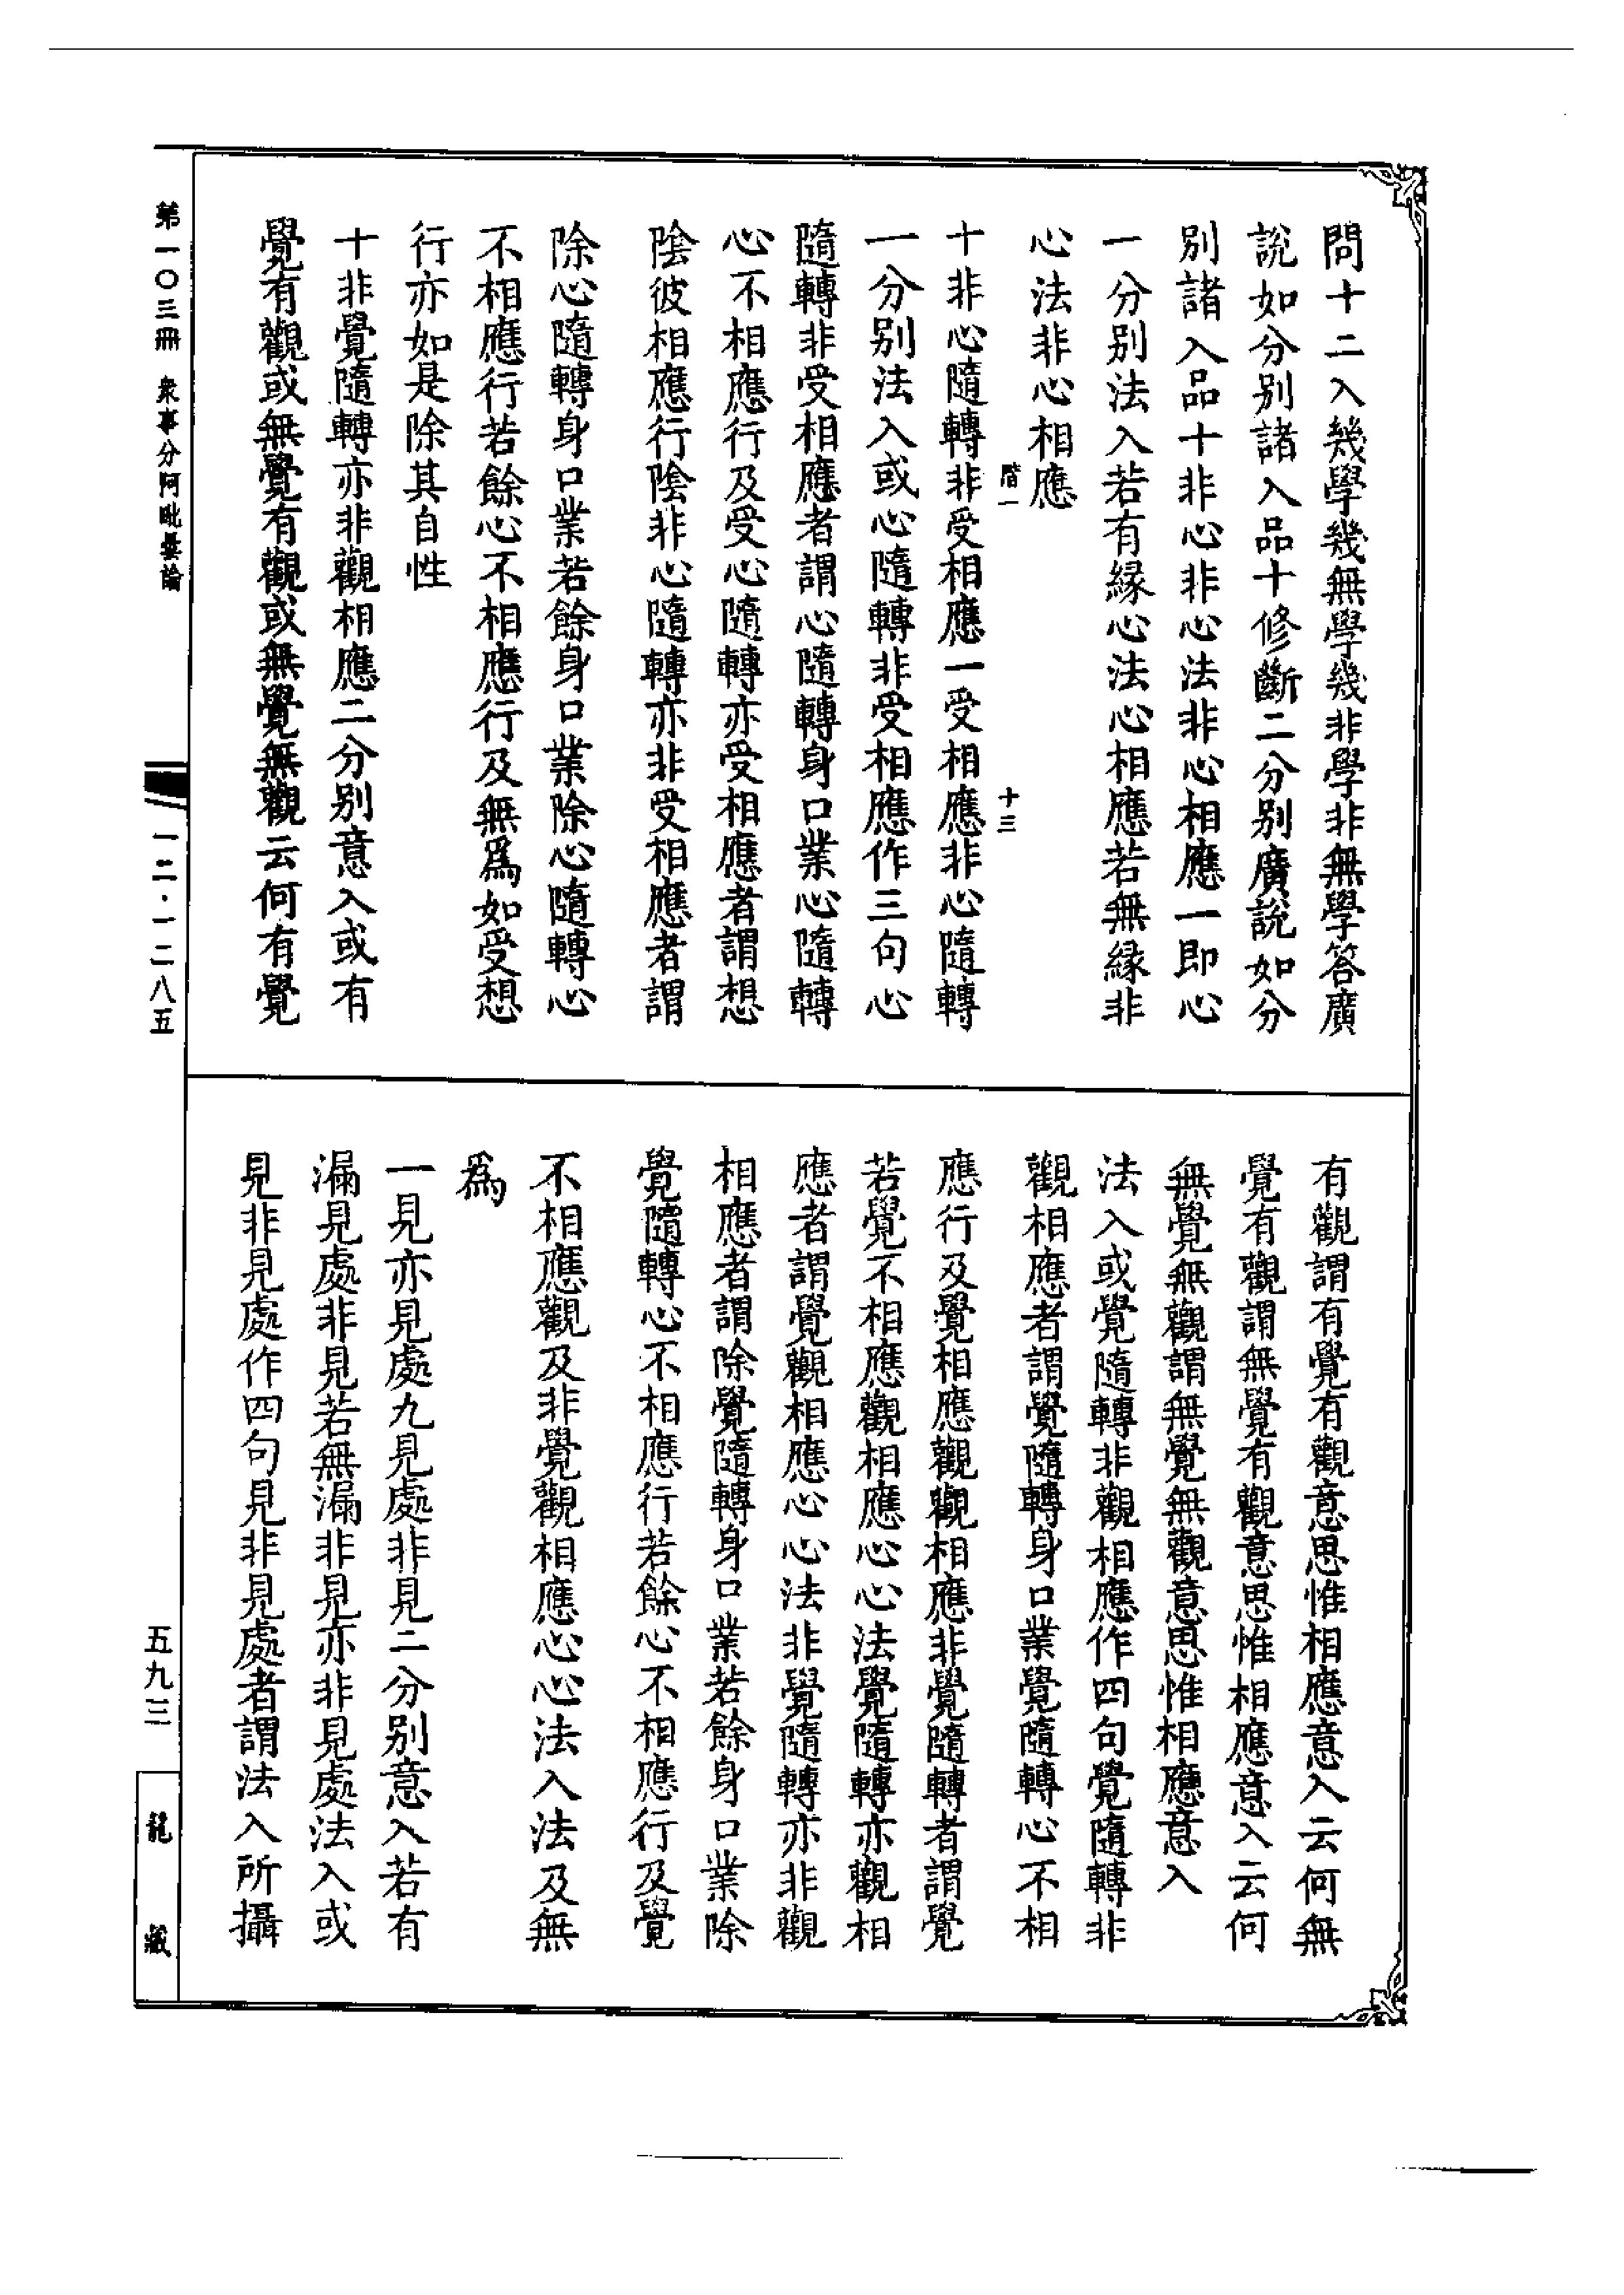 問十二入幾學幾無學幾非學非無學答廣
說如分別諸入品十修斷二分別廣說如分
別諸入品十非心非心法非心相應一即心
一分別法入若有緣心法心相應若無緣非
心法非心相應
階一 十三
十非心隨轉非受相應一受相應非心隨轉
一分別法入或心隨轉非受相應作三句心
隨轉非受相應者謂心隨轉身口業心隨轉
心不相應行及受心隨轉亦受相應者謂想
陰彼相應行陰非心隨轉亦非受相應者謂
除心隨轉身口業若餘身口業除心隨轉心
不相應行若餘心不相應行及無爲如受想
行亦如是除其自性
十非覺隨轉亦非觀相應二分別意入或有
覺有觀或無覺有觀或無覺無觀云何有覺
有觀謂有覺有觀意思惟相應意入云何無
覺有觀謂無覺有觀意思惟相應意入云何
無覺無觀謂無覺無觀意思惟相應意入
法入或覺隨轉非觀相應作四句覺隨轉非
觀相應者謂覺隨轉身口業覺隨轉心不相
應行及覺相應觀觀相應非覺隨轉者謂覺
若覺不相應觀相應心心法覺隨轉亦觀相
應者謂覺觀相應心心法非覺隨轉亦非觀
相應者謂除覺隨轉身口業若餘身口業除
覺隨轉心不相應行若餘心不相應行及覺
不相應觀及非覺觀相應心心法入法及無
爲
一見亦見處九見處非見二分別意入若有
漏見處非見若無漏非見亦非見處法入或
見非見處作四句見非見處者謂法入所攝
第一〇三冊 衆事分阿毗曇論
一二·一二八五
五九三
龍藏